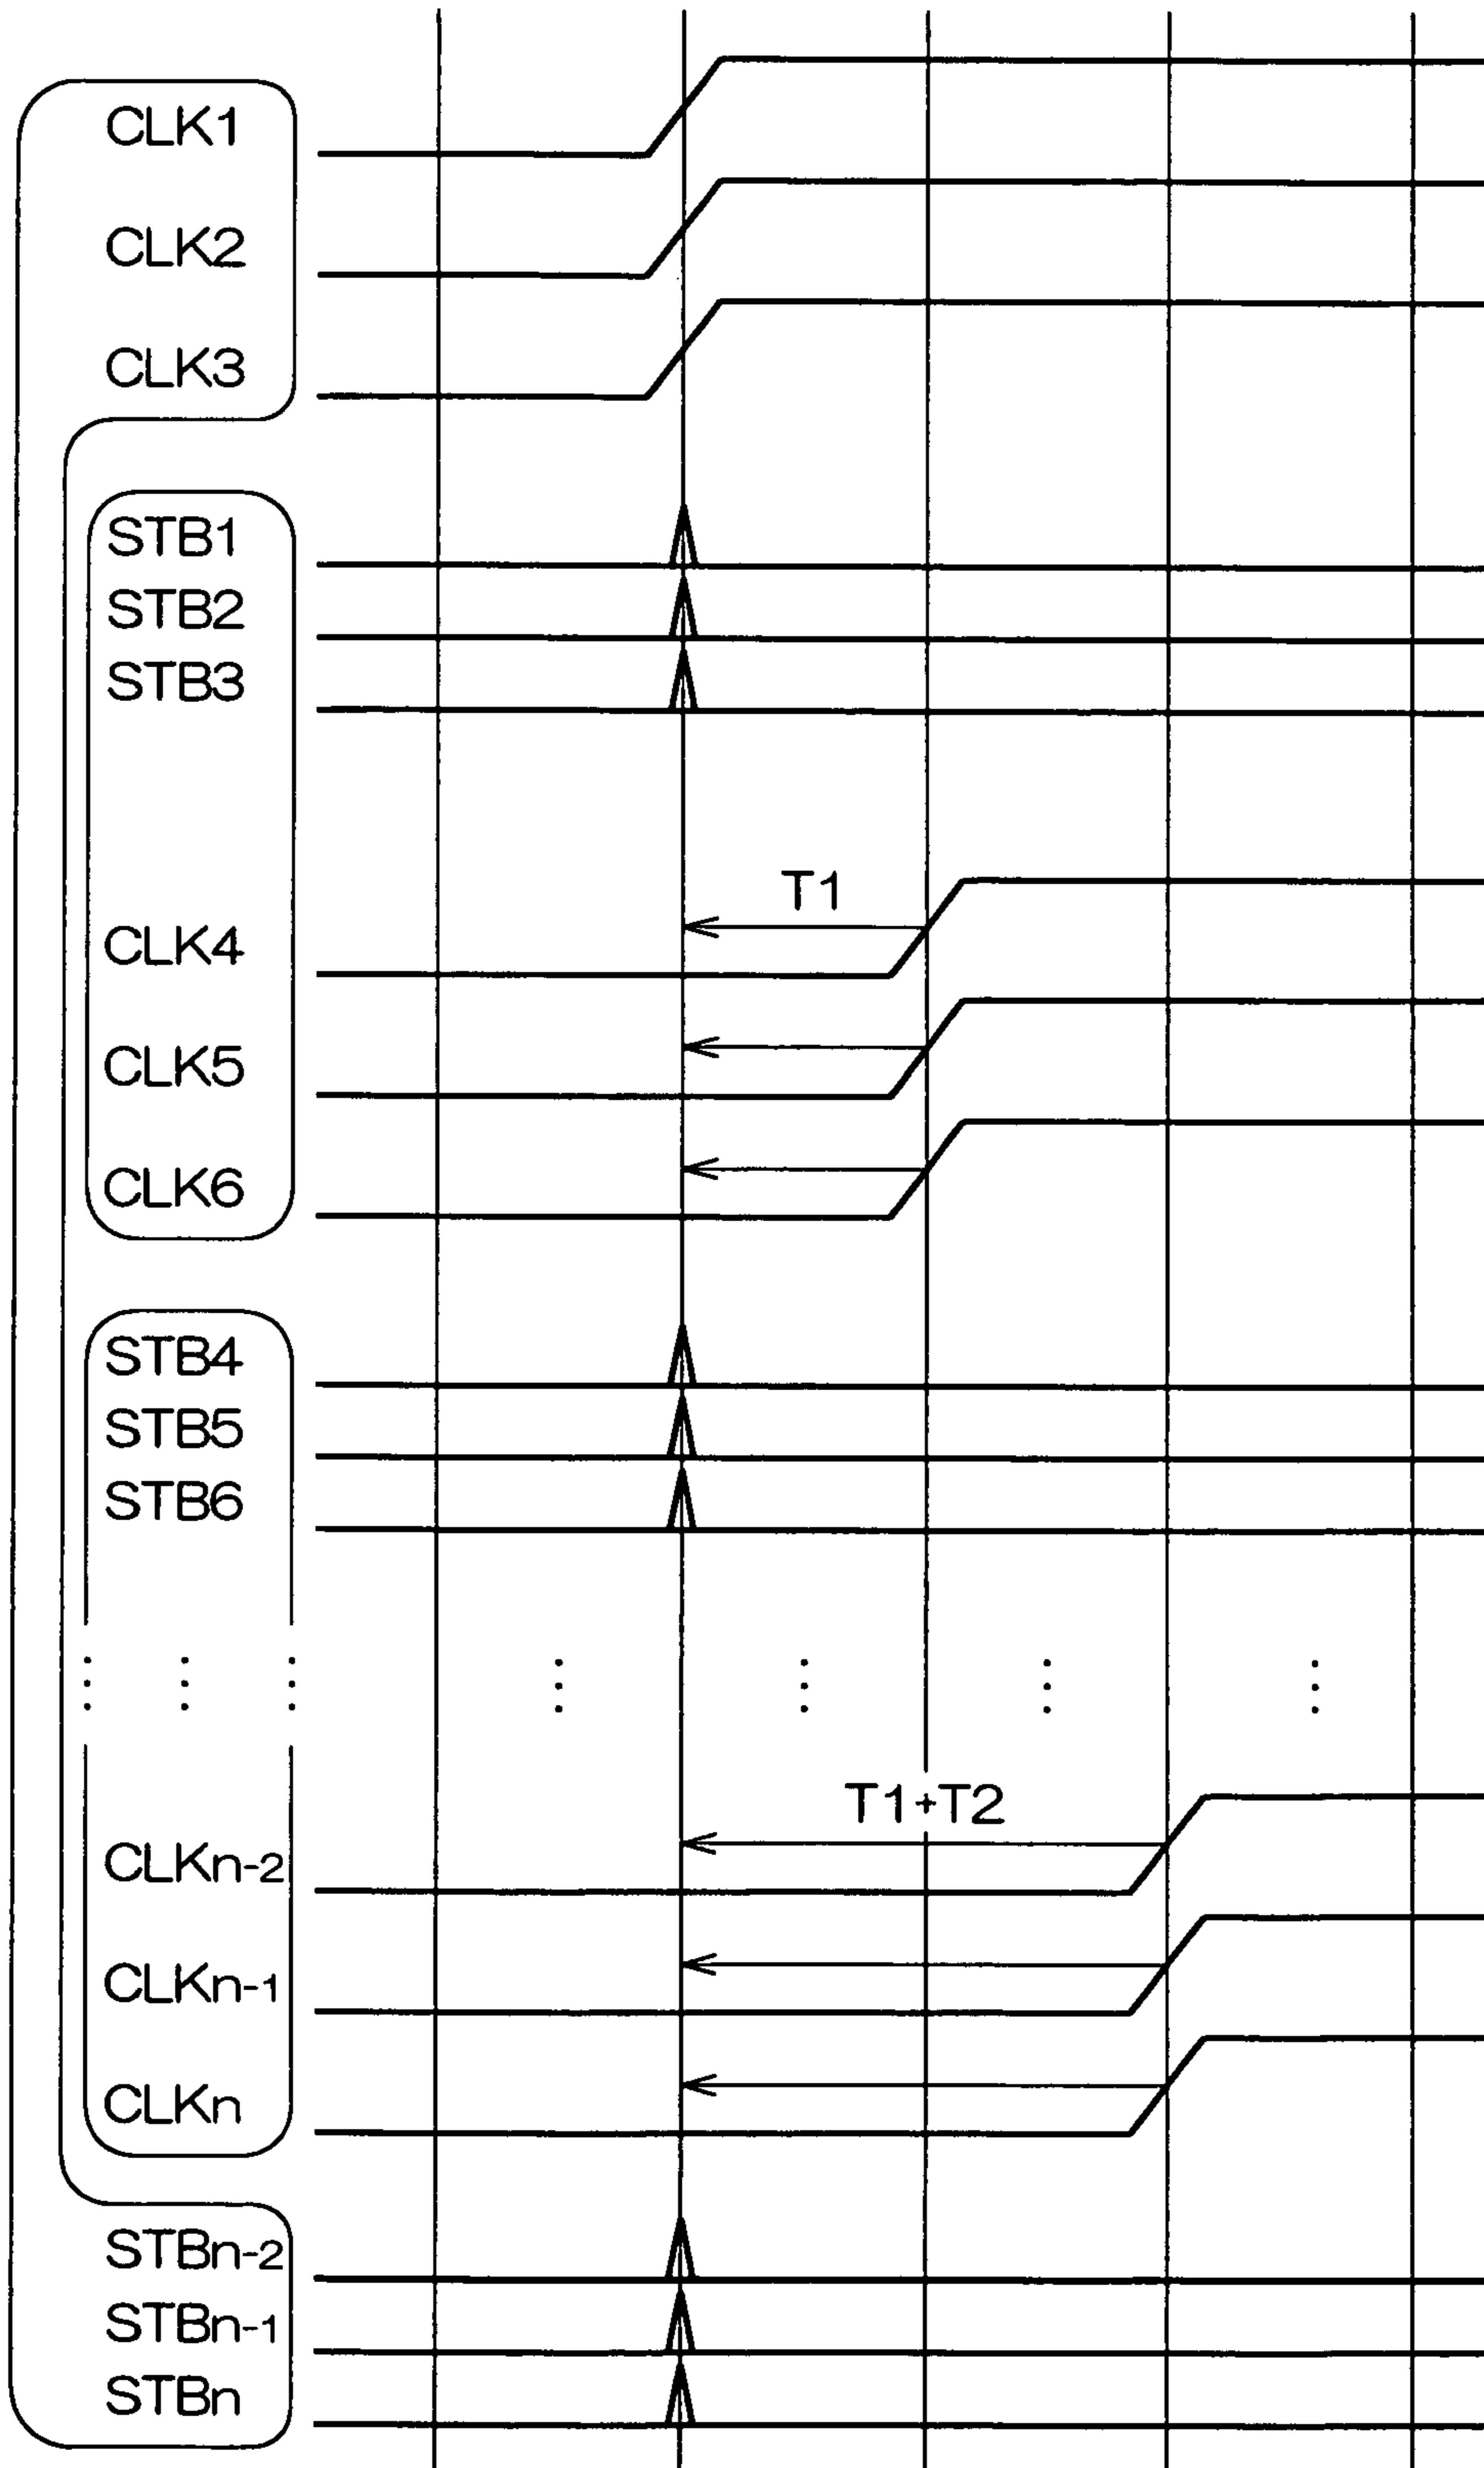 CLK1
CLK2
CLK3
STB1
STB2
STB3
T1
CLK4
CLK5
CLK6
STB4
STB5
STB6
T1+T2
CLKn-2
CLKn-1
CLKn
STBn-2
STBn-1
STBn